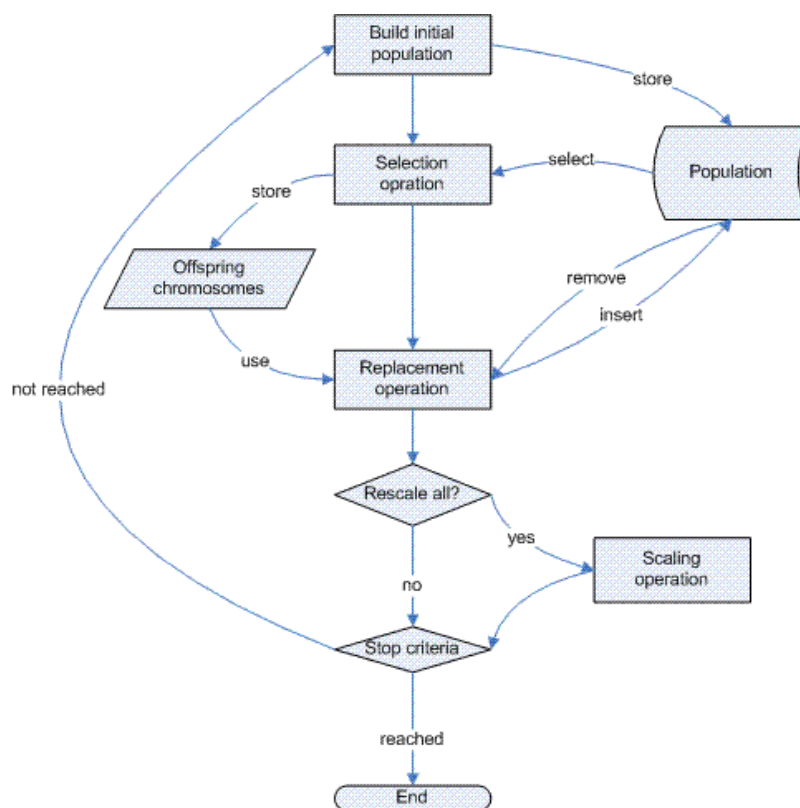 Build initial
population
store
Selection
opration
select
Population
store
Offspring
chromosomes
remove
insert
use
Replacement
operation
not reached
Rescale all?
yes
Scaling
operation
no
Stop criteria
reached
End